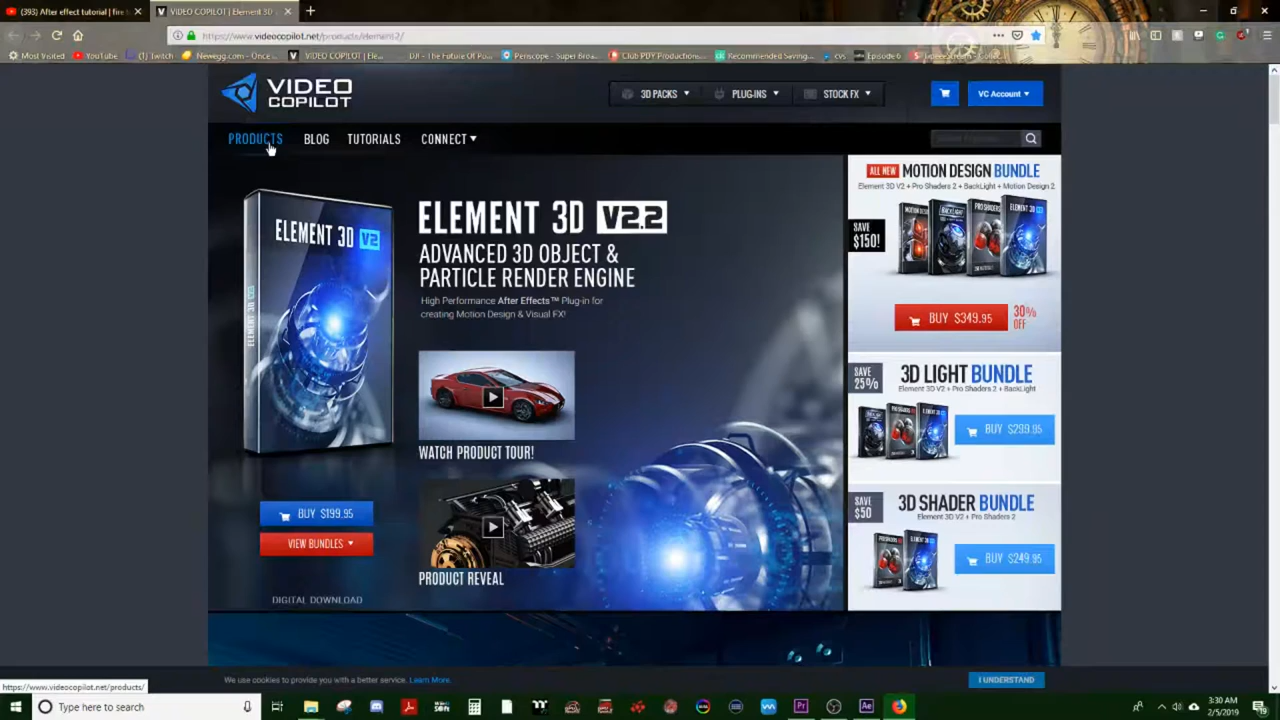 (393) After effect tutorial | fire t
VIDEO COPILOT | Element 3D
https://www.videocopilot.net/products/element2/
Most Visited
YouTube
Twitch
Newegg.com - Once...
VIDEO COPILOT | Ele...
DJI - The Future Of Po...
Periscope - Super Bro...
Club PDY Productions...
Recommended Saving...
cvs
Episode 6
VIDEO
COPILOT
3D PACKS
PLUG-INS
STOCK FX
VC Account
PRODUCTS
BLOG
TUTORIALS
CONNECT
ELEMENT 3D V2
ELEMENT 3D V2.2
ADVANCED 3D OBJECT &
PARTICLE RENDER ENGINE
High Performance After Effects™ Plug-in for
creating Motion Design & Visual FX!
WATCH PRODUCT TOUR!
PRODUCT REVEAL
BUY $199.95
VIEW BUNDLES
DIGITAL DOWNLOAD
ALL NEW MOTION DESIGN BUNDLE
Element 3D V2 + Pro Shaders 2 + BackLight + Motion Design 2
SAVE
$150!
BUY $349.95
30%
OFF
SAVE
25%
3D LIGHT BUNDLE
Element 3D V2 + Pro Shaders 2 + BackLight
BUY $299.95
SAVE
$50
3D SHADER BUNDLE
Element 3D V2 + Pro Shaders 2
BUY $249.95
We use cookies to provide you with a better service. Learn More.
I UNDERSTAND
https://www.videocopilot.net/products/
Type here to search
3:30 AM
2/5/2019